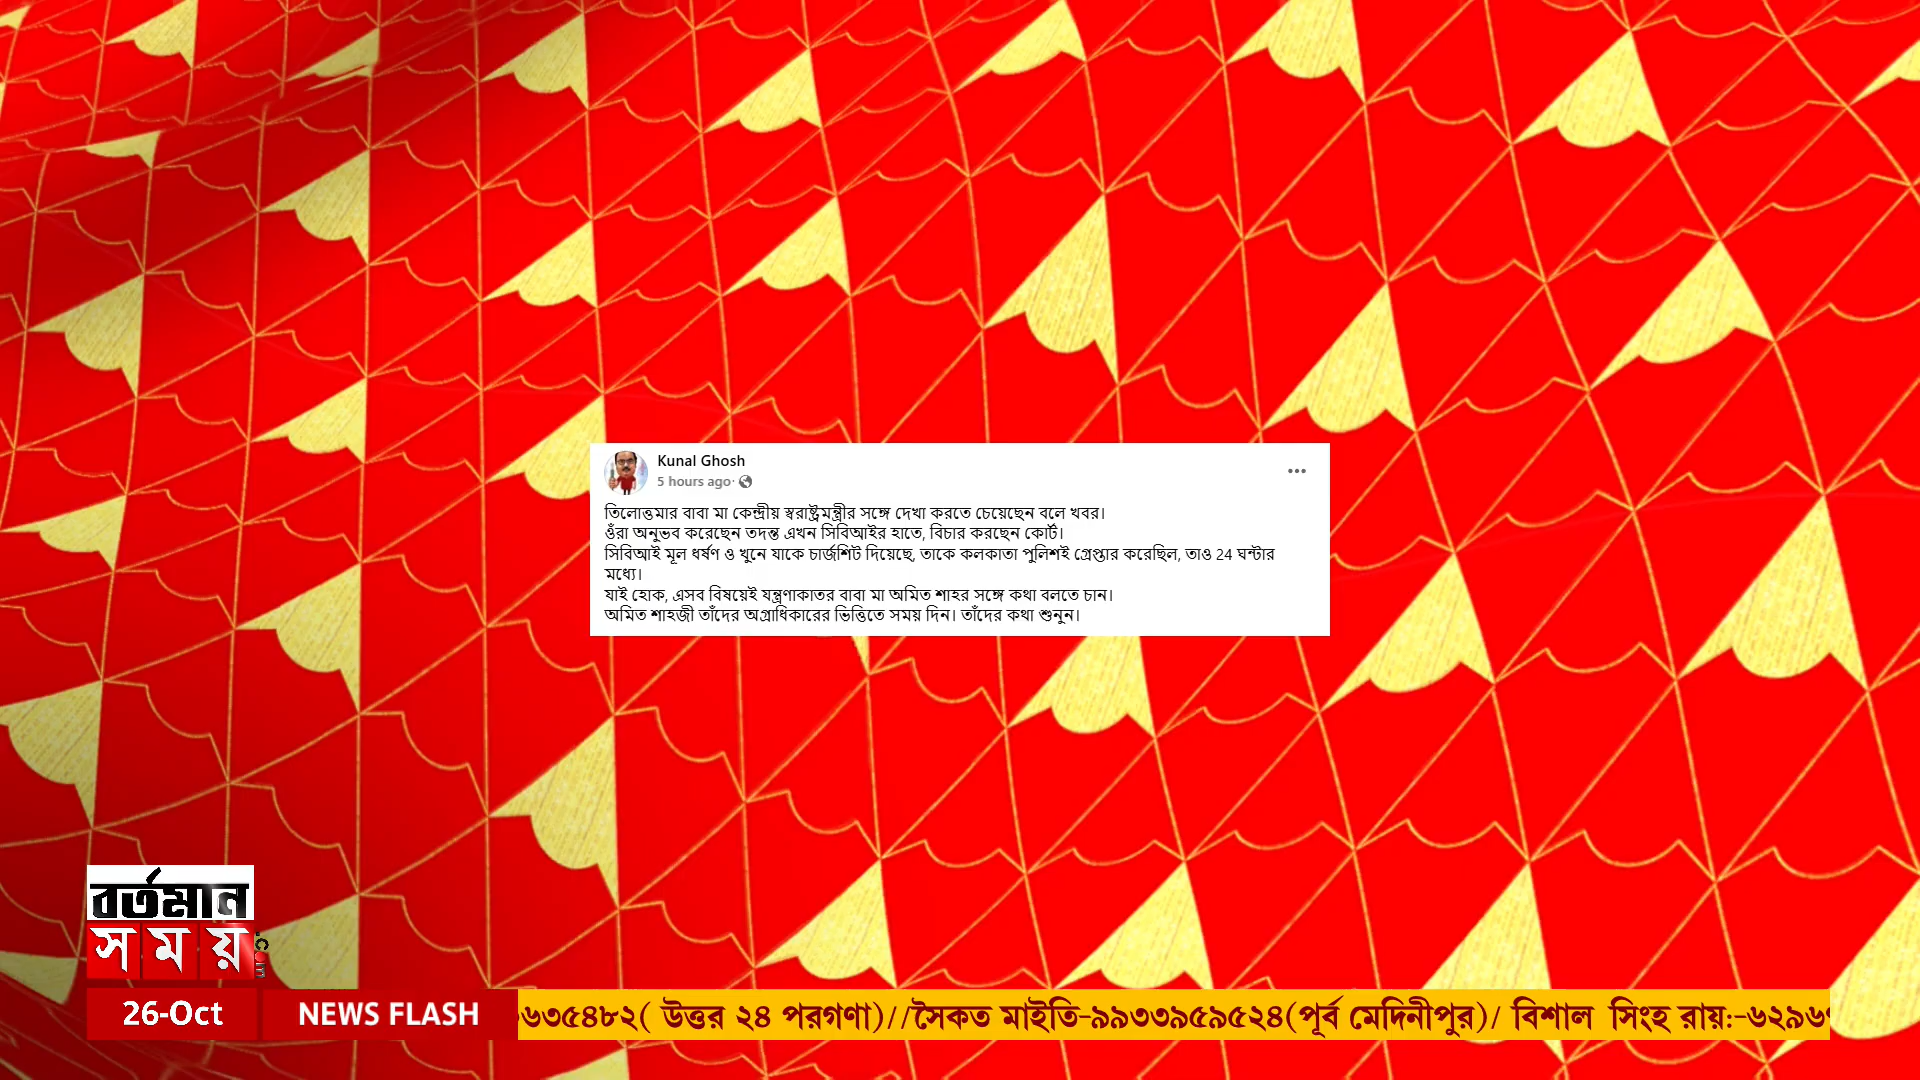 Kunal Ghosh
5 hours ago·
তিলোত্তমার বাবা মা কেন্দ্রীয় স্বরাষ্ট্রমন্ত্রীর সঙ্গে দেখা করতে চেয়েছেন বলে খবর।
ওঁরা অনুভব করেছেন তদন্ত এখন সিবিআইর হাতে, বিচার করছেন কোর্ট।
সিবিআই মূল ধর্ষণ ও খুনে যাকে চার্জশিট দিয়েছে, তাকে কলকাতা পুলিশই গ্রেপ্তার করেছিল, তাও 24 ঘন্টার
মধ্যে।
যাই হোক, এসব বিষয়েই যন্ত্রণাকাতর বাবা মা অমিত শাহর সঙ্গে কথা বলতে চান।
অমিত শাহজী তাঁদের অগ্রাধিকারের ভিত্তিতে সময় দিন। তাঁদের কথা শুনুন।
বর্তমান
সময়
.com
26-Oct
NEWS FLASH
৬৩৫৪৮২( উত্তর ২৪ পরগণা)//সৈকত মাইতি-৯৯৩৩৯৫৯৫২৪(পূর্ব মেদিনীপুর)/ বিশাল সিংহ রায়:-৬২৯৬